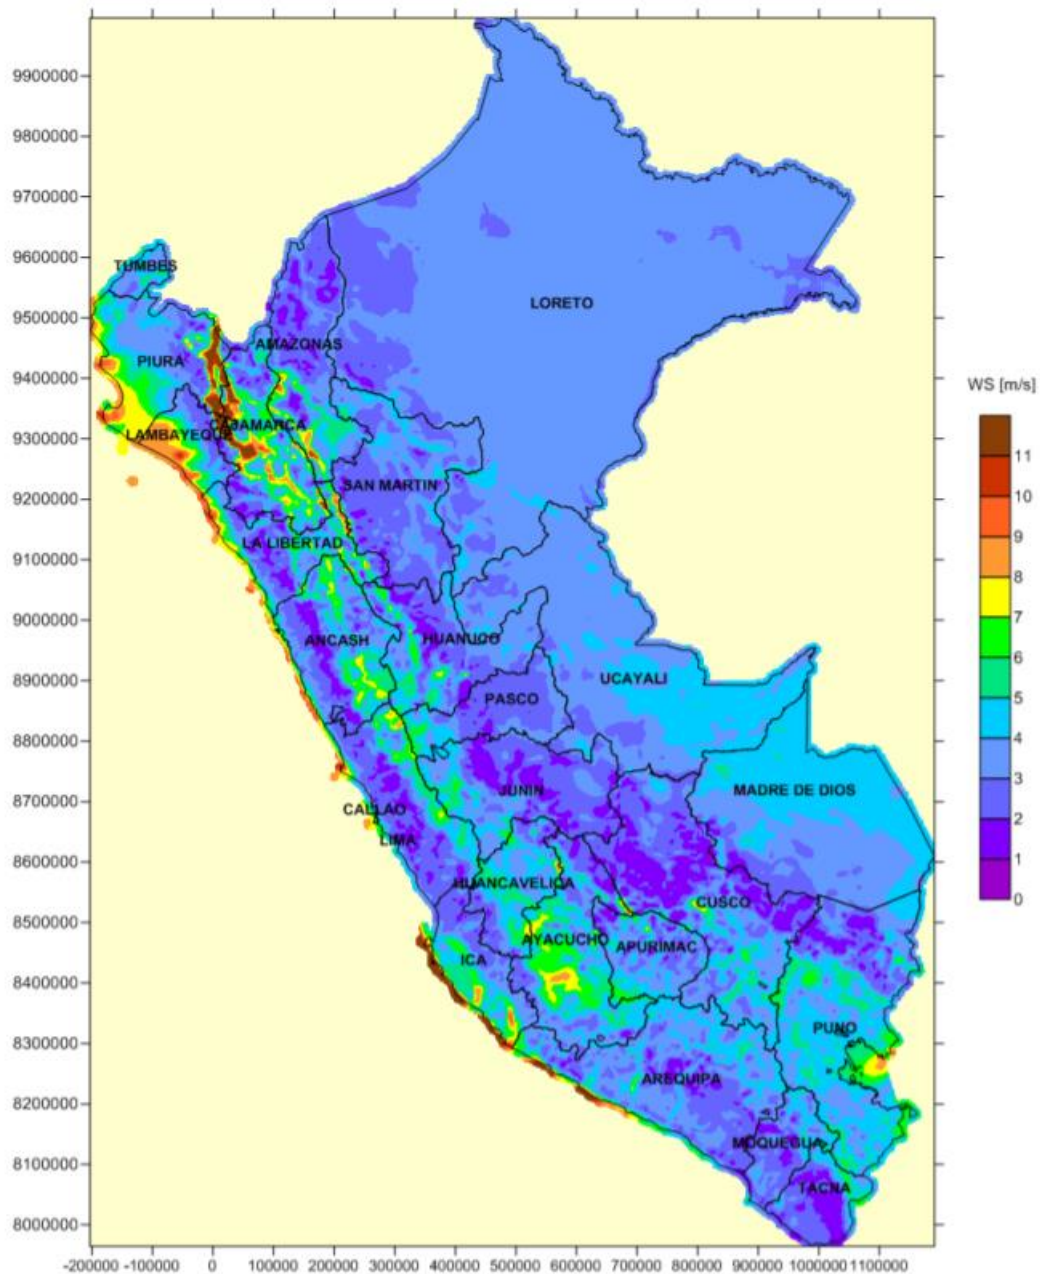 9900000
9800000
9700000
9600000
9500000
9400000
9300000
9200000
9100000
9000000
8900000
8800000
8700000
8600000
8500000
8400000
8300000
8200000
8100000
8000000
-200000 -100000 0 100000 200000 300000 400000 500000 600000 700000 800000 900000 1000000 1100000
TUMBES
LORETO
AMAZONAS
PIURA
CAJAMARCA
LAMBAYEQUE
SAN MARTIN
LA LIBERTAD
ANCASH
HUANUCO
UCAYALI
PASCO
JUNIN
MADRE DE DIOS
CALLAO
LIMA
HUANCAVELICA
CUSCO
AYACUCHO
APURIMAC
ICA
PUNO
AREQUIPA
MOQUEGUA
TACNA
WS [m/s]
11
10
9
8
7
6
5
4
3
2
1
0